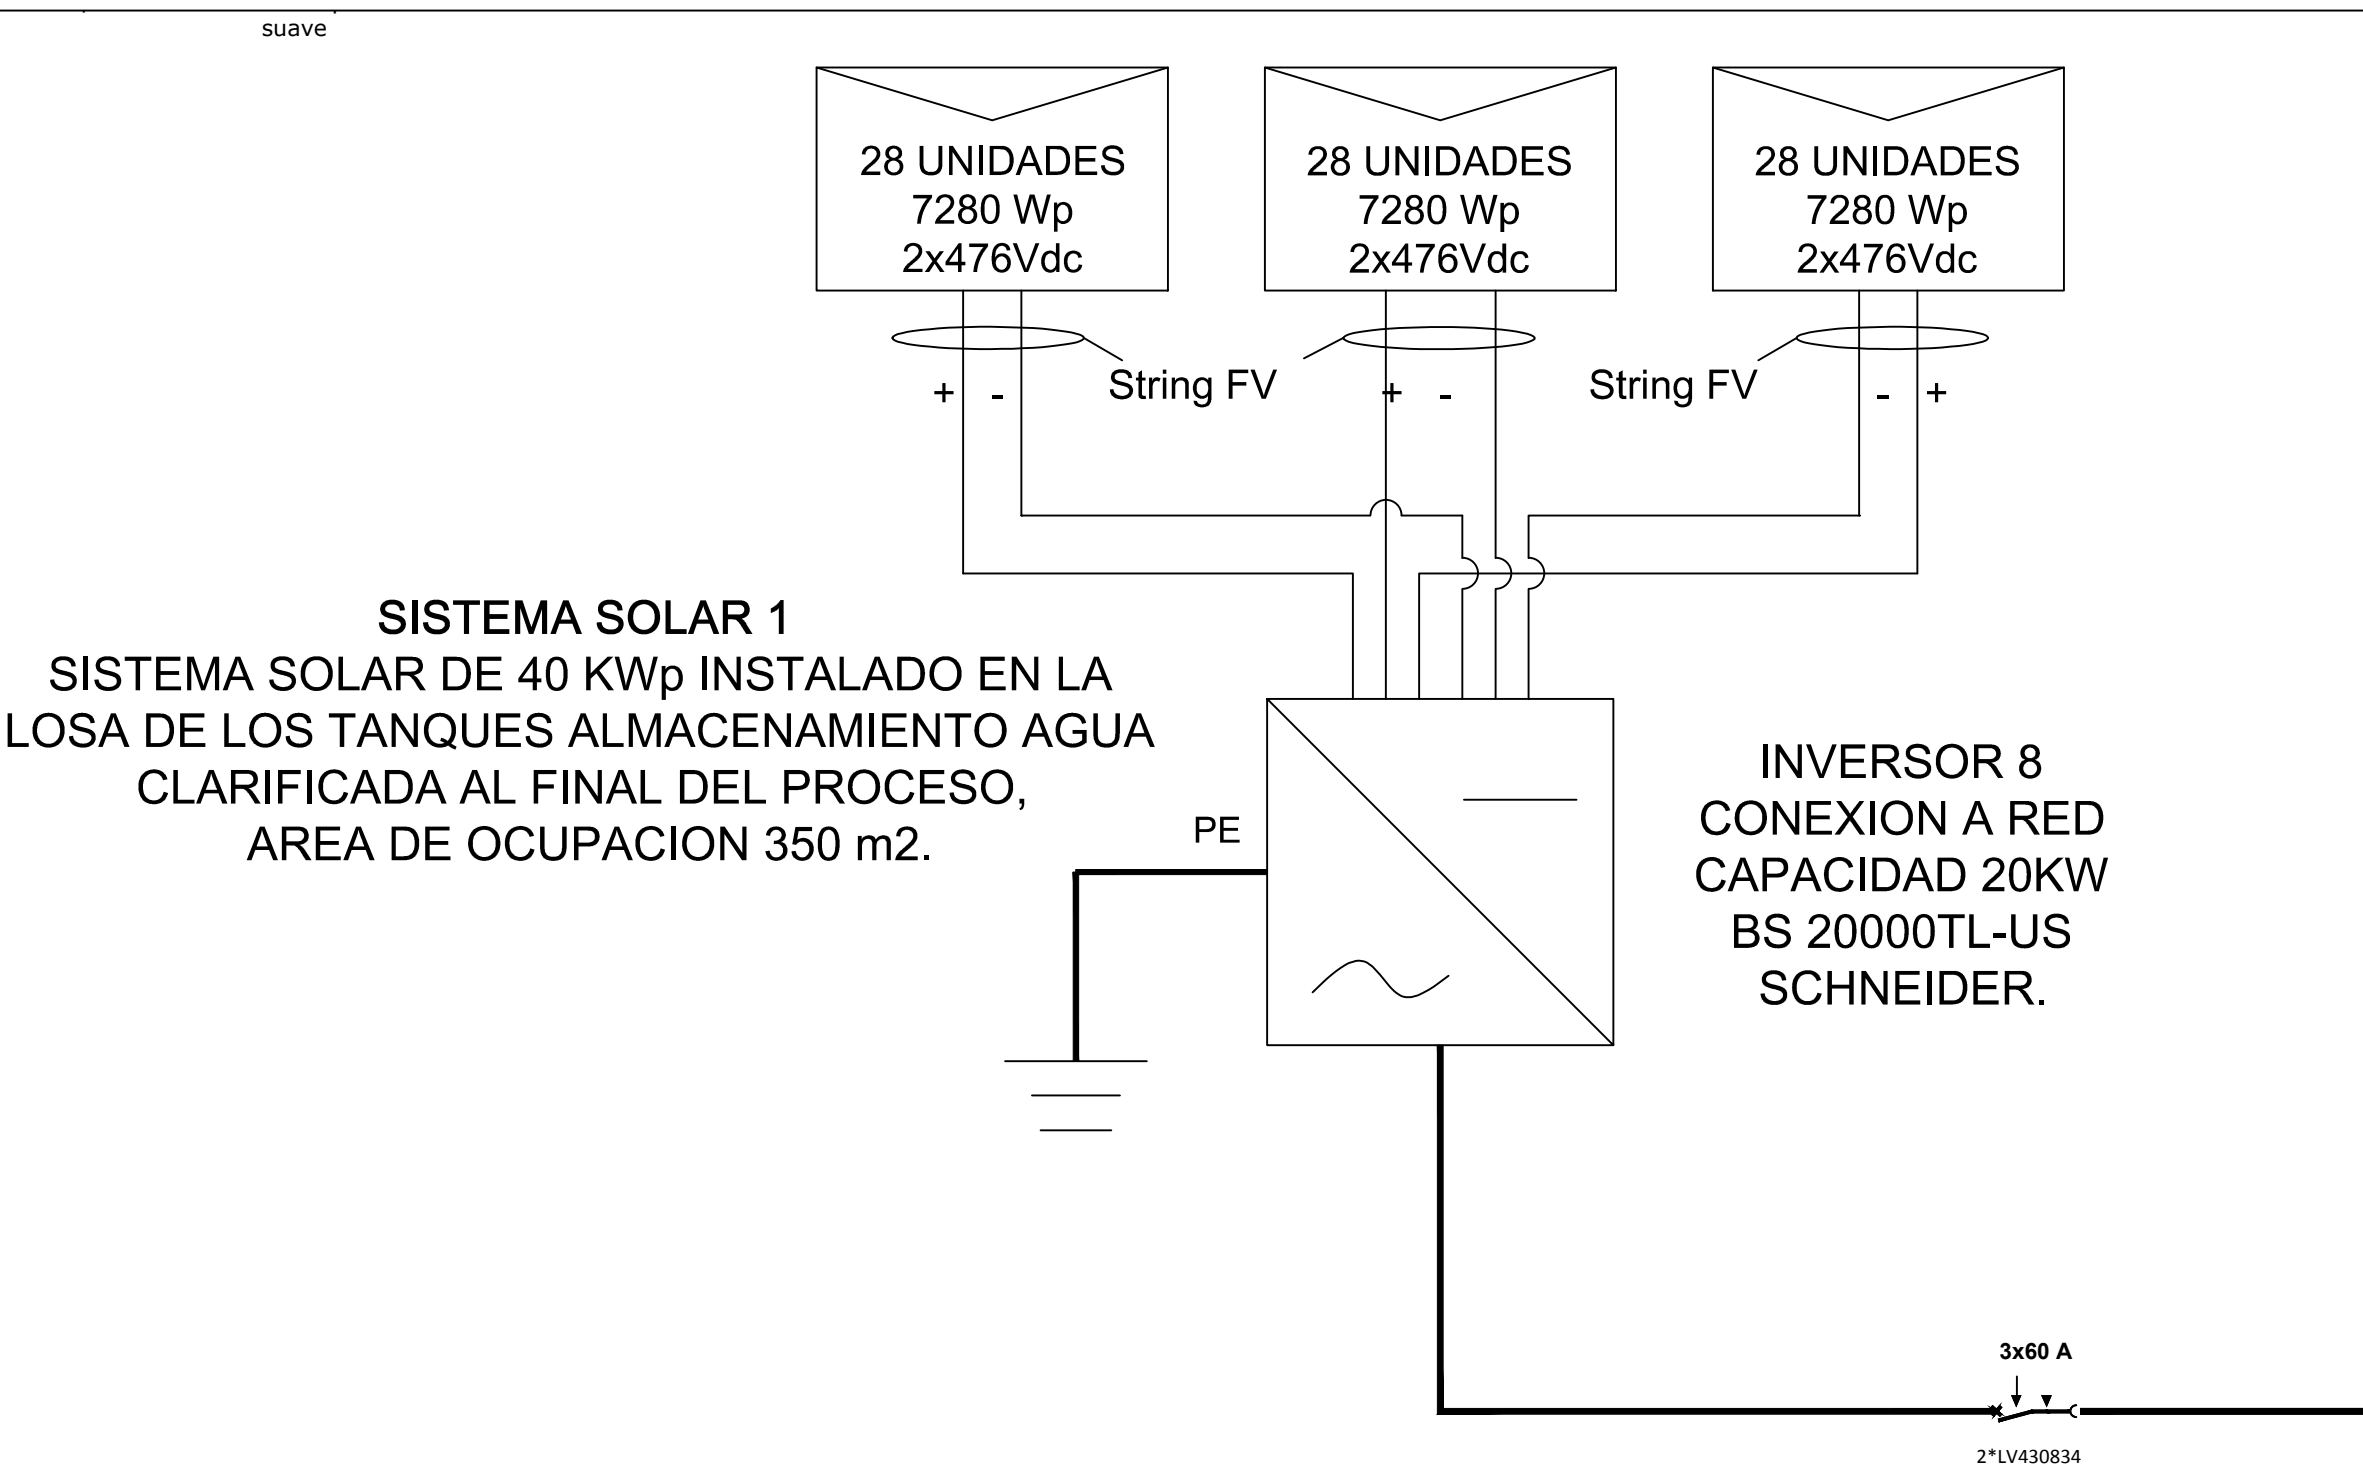 suave
28 UNIDADES
7280 Wp
2x476Vdc
28 UNIDADES
7280 Wp
2x476Vdc
28 UNIDADES
7280 Wp
2x476Vdc
+ -
String FV
+ -
String FV
- +
SISTEMA SOLAR 1
SISTEMA SOLAR DE 40 KWp INSTALADO EN LA
LOSA DE LOS TANQUES ALMACENAMIENTO AGUA
CLARIFICADA AL FINAL DEL PROCESO,
AREA DE OCUPACION 350 m2.
PE
INVERSOR 8
CONEXION A RED
CAPACIDAD 20KW
BS 20000TL-US
SCHNEIDER.
3x60 A
2*LV430834